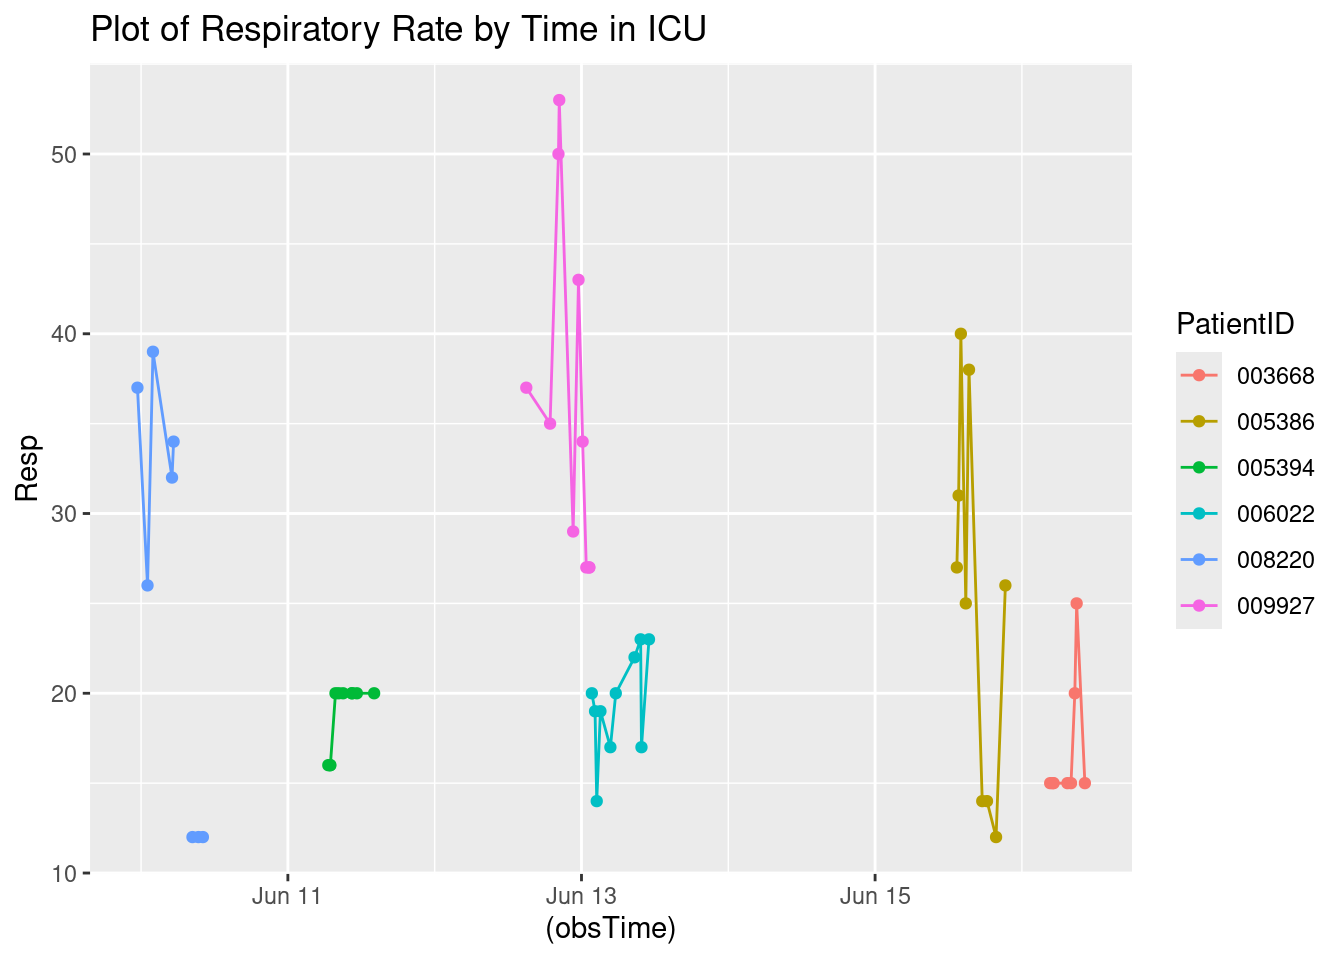 Plot of Respiratory Rate by Time in ICU
Resp
50
40
30
20
10
Jun 11
Jun 13
Jun 15
(obsTime)
PatientID
003668
005386
005394
006022
008220
009927